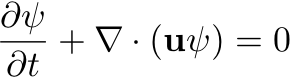 ∂ψ/∂t + ∇ · (𝐮ψ) = 0